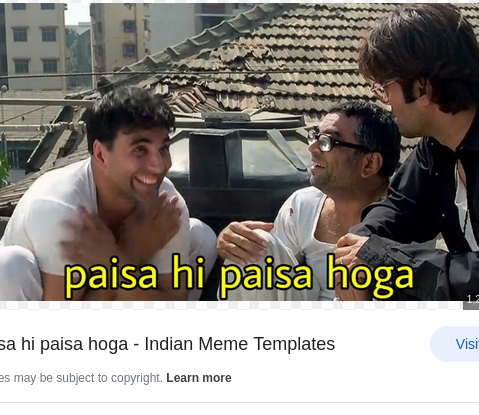 paisa hi paisa hoga
1,2
sa hi paisa hoga - Indian Meme Templates
Visi
es may be subject to copyright. Learn more